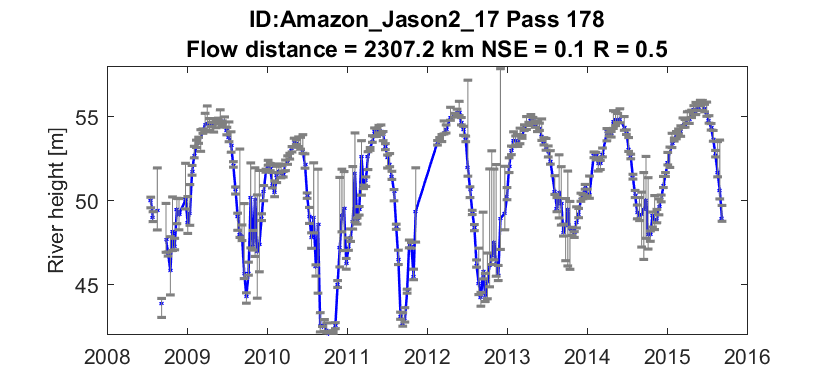 ID:Amazon_Jason2_17 Pass 178
Flow distance = 2307.2 km NSE = 0.1 R = 0.5
River height [m]
55
50
45
2008 2009 2010 2011 2012 2013 2014 2015 2016